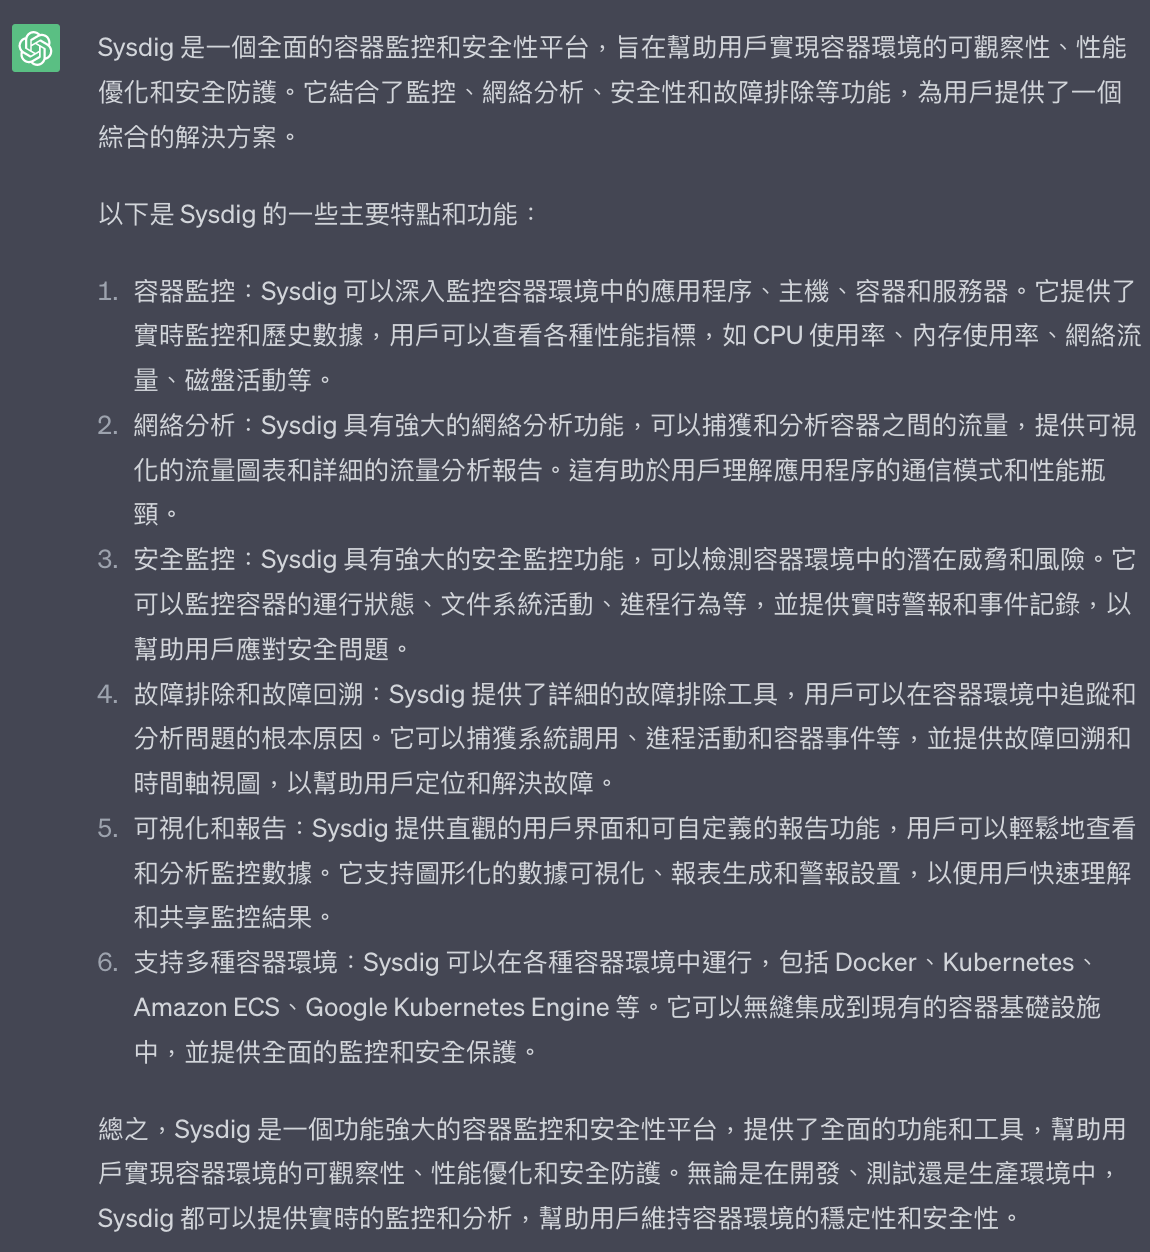 Sysdig 是一個全面的容器監控和安全性平台，旨在幫助用戶實現容器環境的可觀察性、性能
優化和安全防護。它結合了監控、網絡分析、安全性和故障排除等功能，為用戶提供了一個
綜合的解決方案。
以下是 Sysdig 的一些主要特點和功能：
1. 容器監控：Sysdig 可以深入監控容器環境中的應用程序、主機、容器和服務器。它提供了
實時監控和歷史數據，用戶可以查看各種性能指標，如 CPU 使用率、內存使用率、網絡流
量、磁盤活動等。
2. 網絡分析：Sysdig 具有強大的網絡分析功能，可以捕獲和分析容器之間的流量，提供可視
化的流量圖表和詳細的流量分析報告。這有助於用戶理解應用程序的通信模式和性能瓶
頸。
3. 安全監控：Sysdig 具有強大的安全監控功能，可以檢測容器環境中的潛在威脅和風險。它
可以監控容器的運行狀態、文件系統活動、進程行為等，並提供實時警報和事件記錄，以
幫助用戶應對安全問題。
4. 故障排除和故障回溯：Sysdig 提供了詳細的故障排除工具，用戶可以在容器環境中追蹤和
分析問題的根本原因。它可以捕獲系統調用、進程活動和容器事件等，並提供故障回溯和
時間軸視圖，以幫助用戶定位和解決故障。
5. 可視化和報告：Sysdig 提供直觀的用戶界面和可自定義的報告功能，用戶可以輕鬆地查看
和分析監控數據。它支持圖形化的數據可視化、報表生成和警報設置，以便用戶快速理解
和共享監控結果。
6. 支持多種容器環境：Sysdig 可以在各種容器環境中運行，包括 Docker、Kubernetes、
Amazon ECS、Google Kubernetes Engine 等。它可以無縫集成到現有的容器基礎設施
中，並提供全面的監控和安全保護。
總之，Sysdig 是一個功能強大的容器監控和安全性平台，提供了全面的功能和工具，幫助用
戶實現容器環境的可觀察性、性能優化和安全防護。無論是在開發、測試還是生產環境中，
Sysdig 都可以提供實時的監控和分析，幫助用戶維持容器環境的穩定性和安全性。